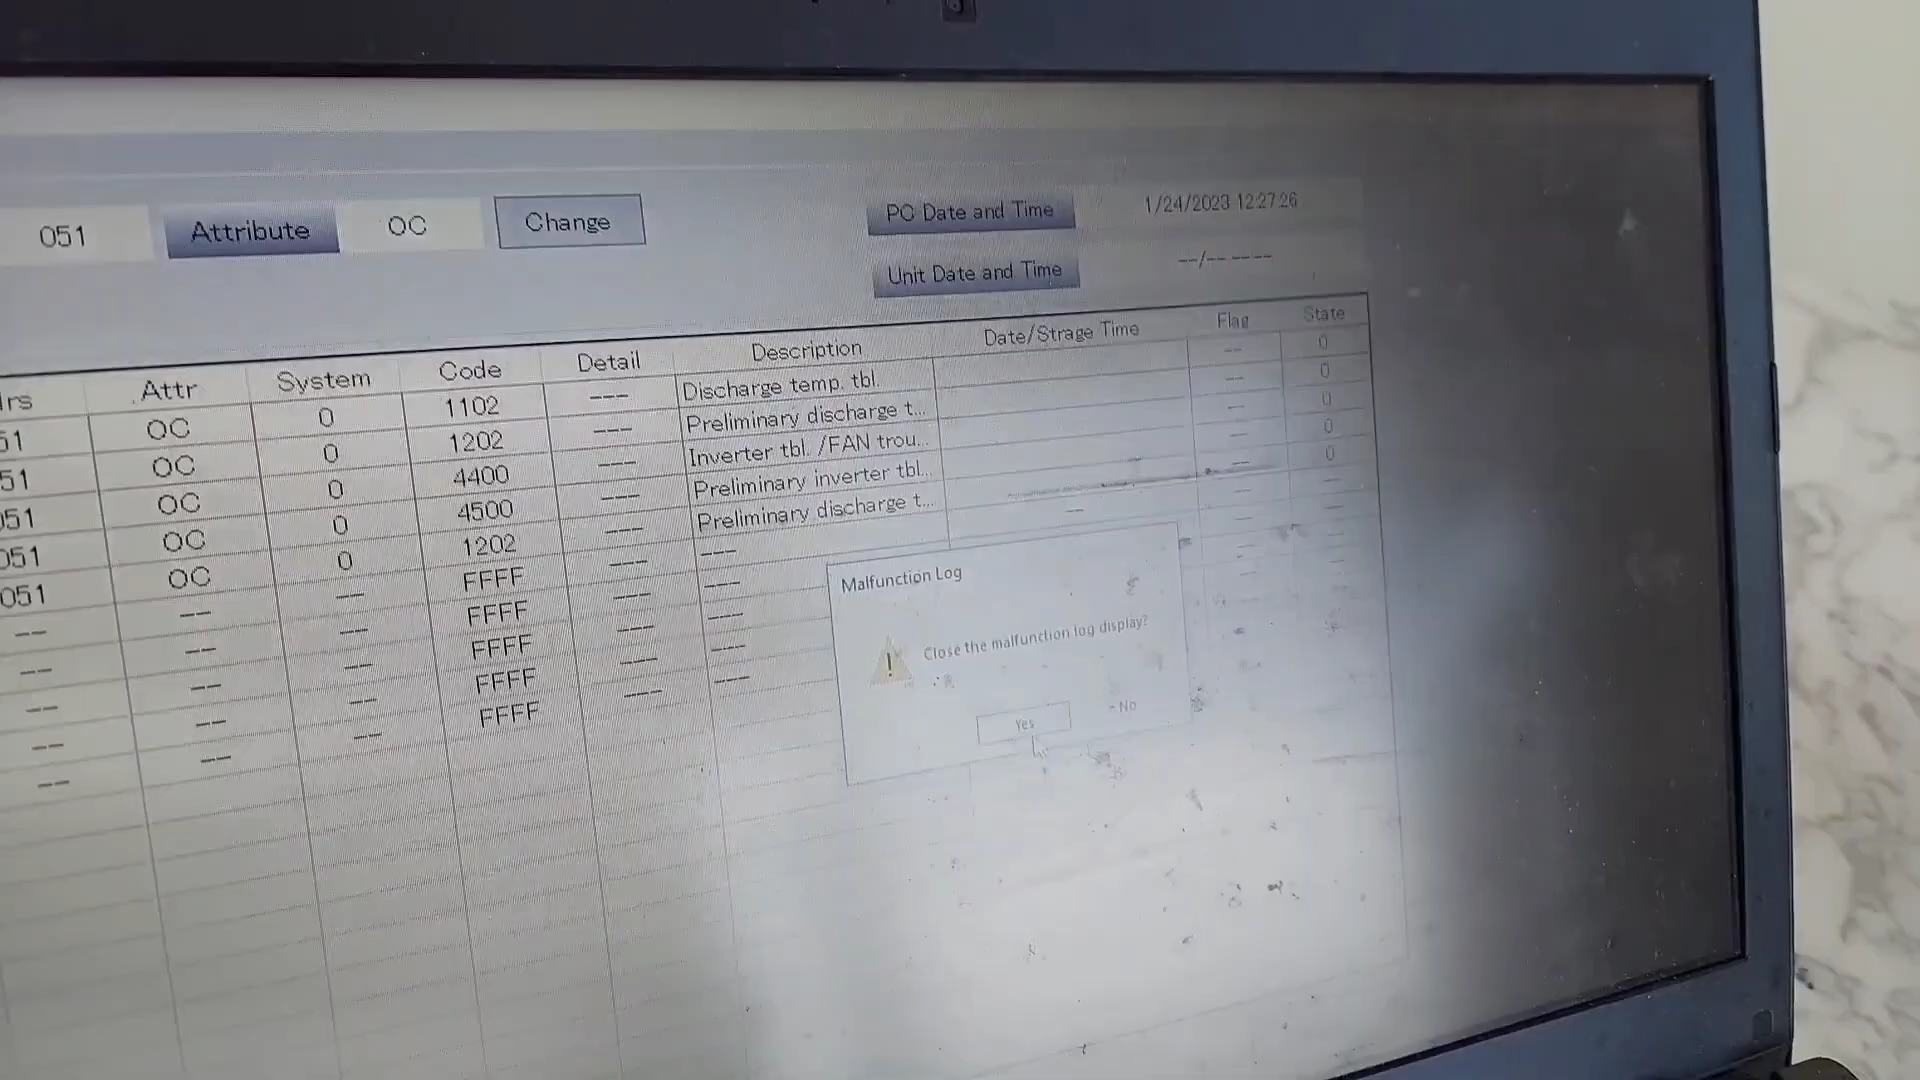 051 Attribute OC Change PC Date and Time 1/24/2023 12:27:26
Unit Date and Time --/-- -- --
Attr System Code Detail Description Date/Strage Time Flag State
51 OC 0 1102 --- Discharge temp. tbl. -- 0
51 OC 0 1202 --- Preliminary discharge t... -- 0
051 OC 0 4400 --- Inverter tbl. /FAN trou... -- 0
051 OC 0 4500 --- Preliminary inverter tbl... -- 0
051 OC 0 1202 --- Preliminary discharge t... -- 0
-- -- -- FFFF --- --- -- -- --
-- -- -- FFFF --- ---
-- -- -- FFFF --- ---
-- -- -- FFFF --- ---
-- -- -- FFFF --- ---
Malfunction Log
Close the malfunction log display?
Yes No